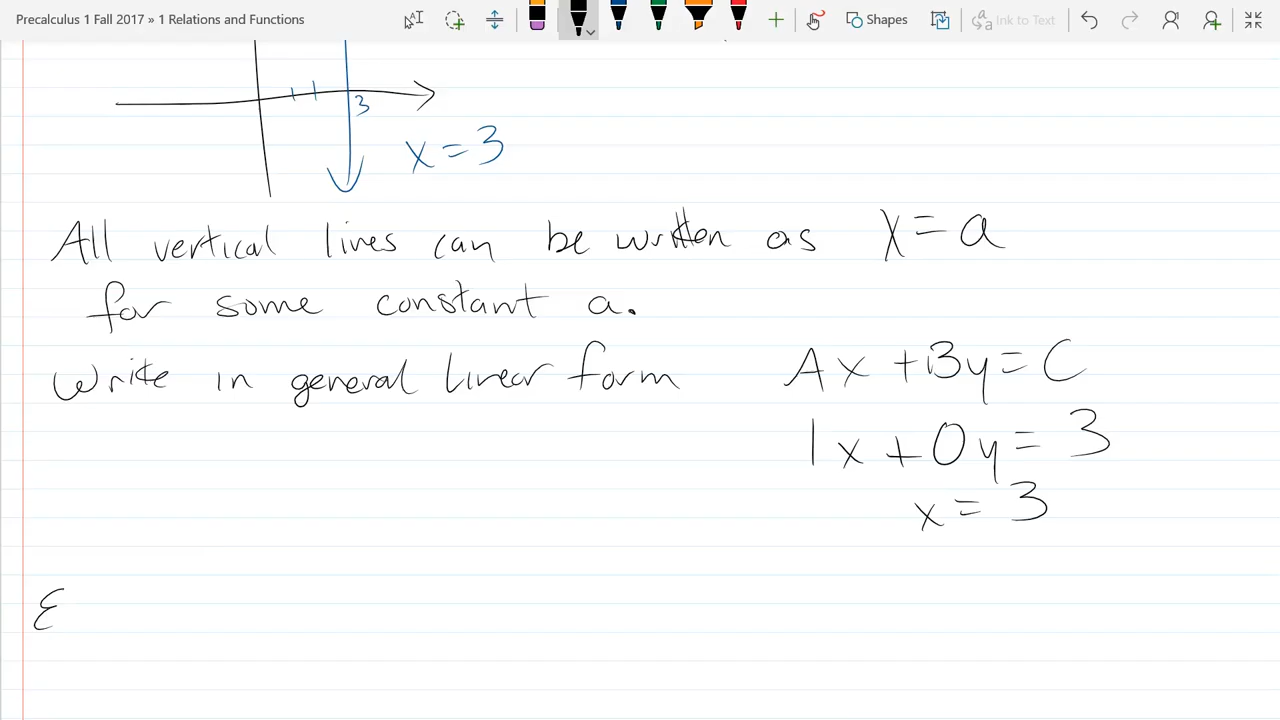 Precalculus 1 Fall 2017 » 1 Relations and Functions
Shapes
Ink to Text
3
x = 3
All vertical lines can be written as x = a
for some constant a.
Write in general linear form Ax + By = C
1x + 0y = 3
x = 3
E